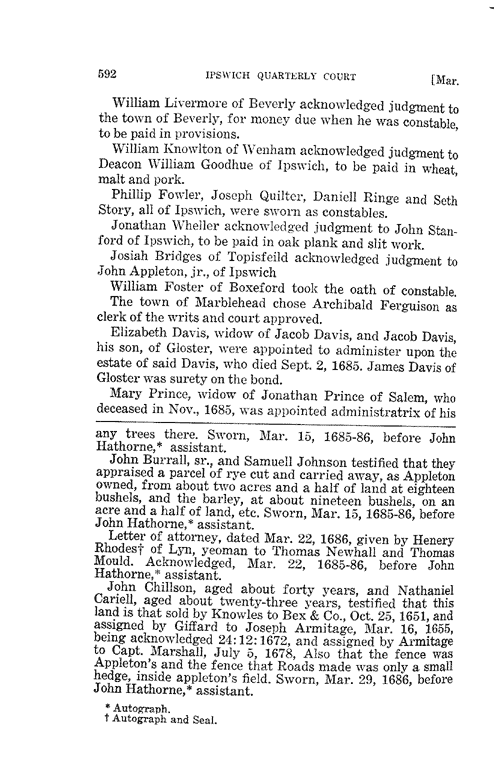 592 IPSWICH QUARTERLY COURT [Mar.
William Livermore of Beverly acknowledged judgment to
the town of Beverly, for money due when he was constable,
to be paid in provisions.
William Knowlton of Wenham acknowledged judgment to
Deacon William Goodhue of Ipswich, to be paid in wheat,
malt and pork.
Phillip Fowler, Joseph Quilter, Daniell Ringe and Seth
Story, all of Ipswich, were sworn as constables.
Jonathan Wheller acknowledged judgment to John Stan-
ford of Ipswich, to be paid in oak plank and slit work.
Josiah Bridges of Topisfeild acknowledged judgment to
John Appleton, jr., of Ipswich
William Foster of Boxeford took the oath of constable.
The town of Marblehead chose Archibald Ferguison as
clerk of the writs and court approved.
Elizabeth Davis, widow of Jacob Davis, and Jacob Davis,
his son, of Gloster, were appointed to administer upon the
estate of said Davis, who died Sept. 2, 1685. James Davis of
Gloster was surety on the bond.
Mary Prince, widow of Jonathan Prince of Salem, who
deceased in Nov., 1685, was appointed administratrix of his
any trees there. Sworn, Mar. 15, 1685-86, before John
Hathorne,* assistant.
John Burrall, sr., and Samuell Johnson testified that they
appraised a parcel of rye cut and carried away, as Appleton
owned, from about two acres and a half of land at eighteen
bushels, and the barley, at about nineteen bushels, on an
acre and a half of land, etc. Sworn, Mar. 15, 1685-86, before
John Hathorne,* assistant.
Letter of attorney, dated Mar. 22, 1686, given by Henery
Rhodes† of Lyn, yeoman to Thomas Newhall and Thomas
Mould. Acknowledged, Mar. 22, 1685-86, before John
Hathorne,* assistant.
John Chillson, aged about forty years, and Nathaniel
Cariell, aged about twenty-three years, testified that this
land is that sold by Knowles to Bex & Co., Oct. 25, 1651, and
assigned by Giffard to Joseph Armitage, Mar. 16, 1655,
being acknowledged 24:12:1672, and assigned by Armitage
to Capt. Marshall, July 5, 1678, Also that the fence was
Appleton's and the fence that Roads made was only a small
hedge, inside appleton's field. Sworn, Mar. 29, 1686, before
John Hathorne,* assistant.
* Autograph.
† Autograph and Seal.